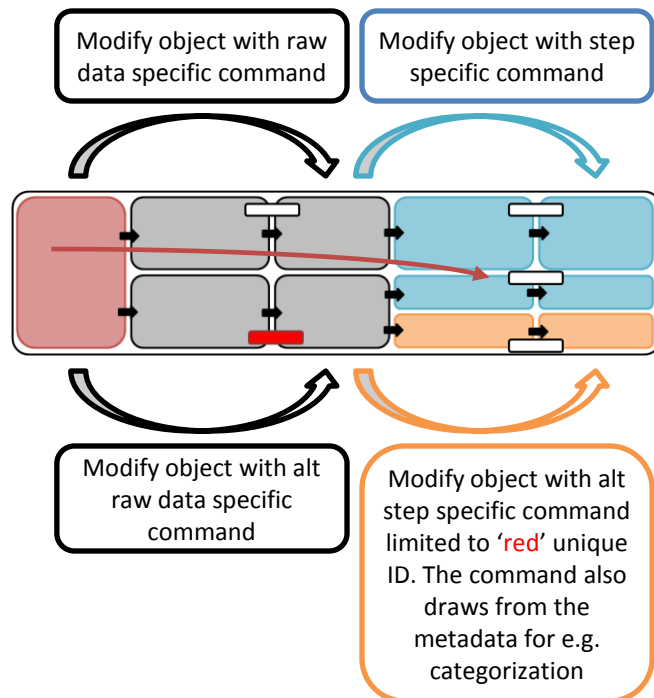 Modify object with raw
data specific command
Modify object with step
specific command
Modify object with alt
raw data specific
command
Modify object with alt
step specific command
limited to ‘red’ unique
ID. The command also
draws from the
metadata for e.g.
categorization